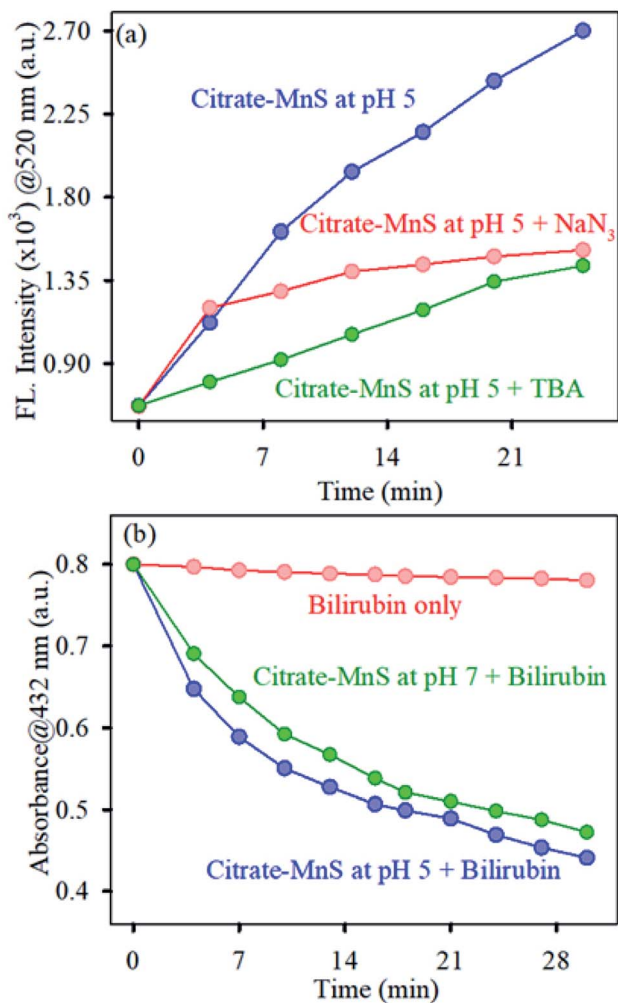 (a)
2.70
2.25
1.80
1.35
0.90
FL. Intensity (x10³) @520 nm (a.u.)
Citrate-MnS at pH 5
Citrate-MnS at pH 5 + NaN₃
Citrate-MnS at pH 5 + TBA
0 7 14 21
Time (min)
(b)
0.8
0.7
0.6
0.5
0.4
Absorbance@432 nm (a.u.)
Bilirubin only
Citrate-MnS at pH 7 + Bilirubin
Citrate-MnS at pH 5 + Bilirubin
0 7 14 21 28
Time (min)